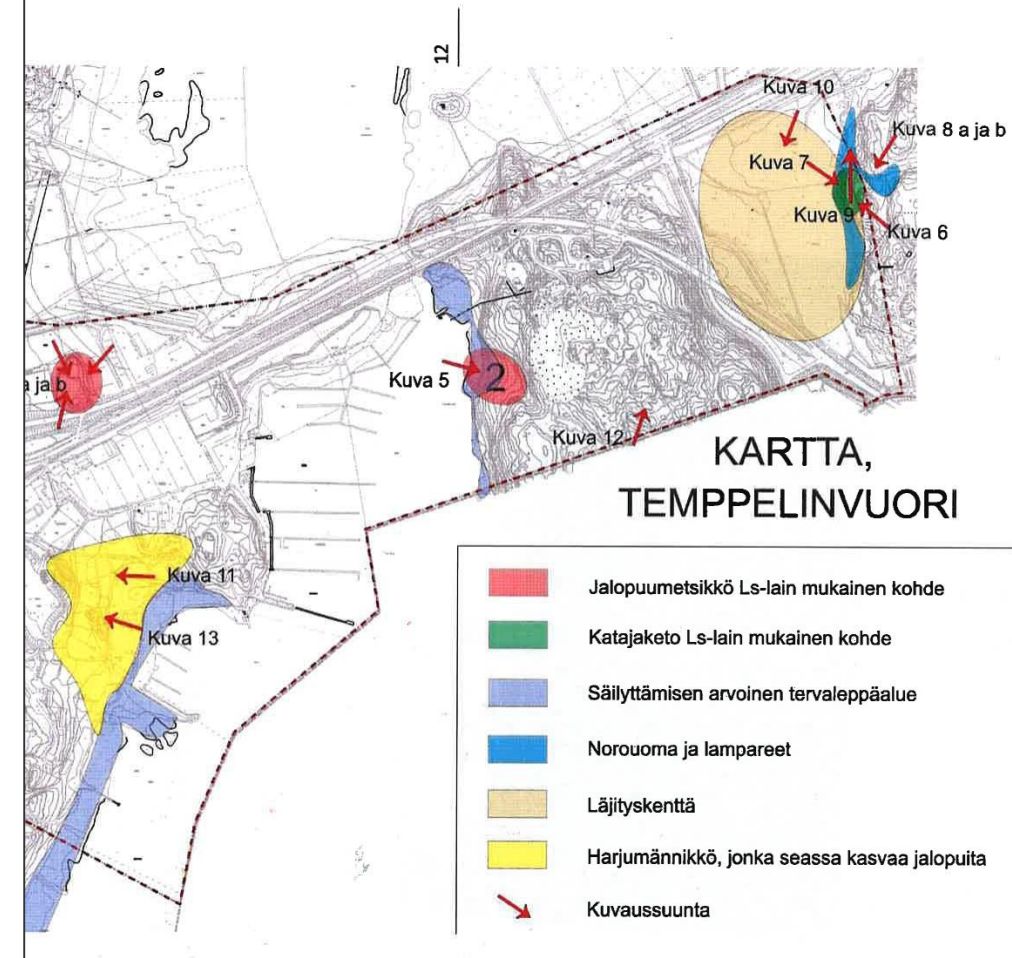 12
Kuva 10
Kuva 8 a ja b
Kuva 7
Kuva 9
Kuva 6
a ja b
Kuva 5
2
Kuva 12
KARTTA,
TEMPPELINVUORI
Kuva 11
Kuva 13
Jalopuumetsikkö Ls-lain mukainen kohde
Katajaketo Ls-lain mukainen kohde
Säilyttämisen arvoinen tervaleppäalue
Norouoma ja lampareet
Läjityskenttä
Harjumännikkö, jonka seassa kasvaa jalopuita
Kuvaussuunta